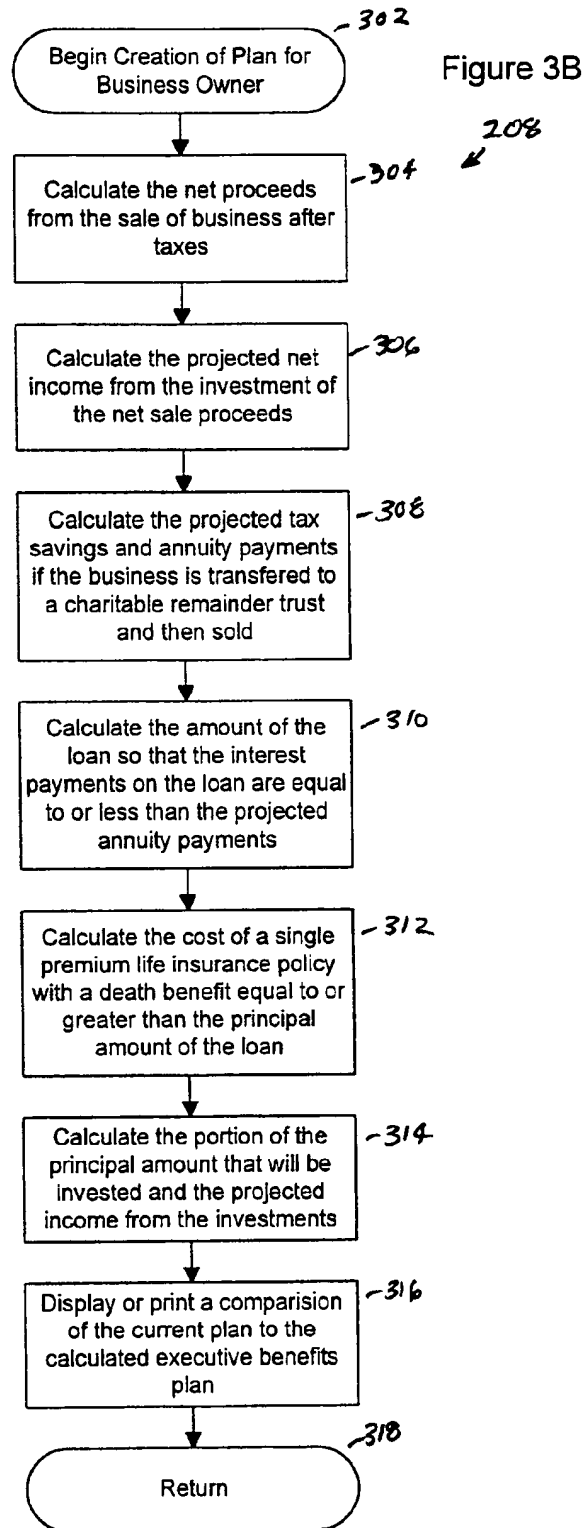 302
Begin Creation of Plan for
Business Owner
Figure 3B
208
304
Calculate the net proceeds
from the sale of business after
taxes
306
Calculate the projected net
income from the investment of
the net sale proceeds
308
Calculate the projected tax
savings and annuity payments
if the business is transfered to
a charitable remainder trust
and then sold
310
Calculate the amount of the
loan so that the interest
payments on the loan are equal
to or less than the projected
annuity payments
312
Calculate the cost of a single
premium life insurance policy
with a death benefit equal to or
greater than the principal
amount of the loan
314
Calculate the portion of the
principal amount that will be
invested and the projected
income from the investments
316
Display or print a comparision
of the current plan to the
calculated executive benefits
plan
318
Return